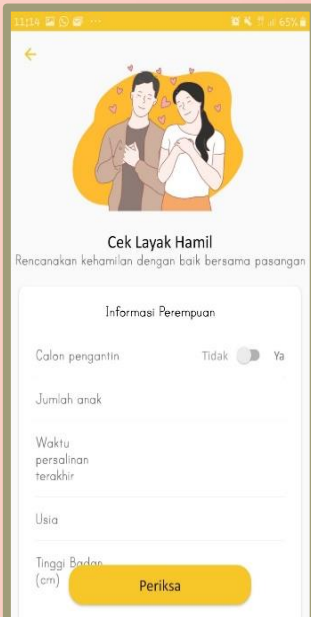 11:14 65%
Cek Layak Hamil
Rencanakan kehamilan dengan baik bersama pasangan
Informasi Perempuan
Calon pengantin Tidak Ya
Jumlah anak
Waktu
persalinan
terakhir
Usia
Tinggi Badan
(cm)
Periksa